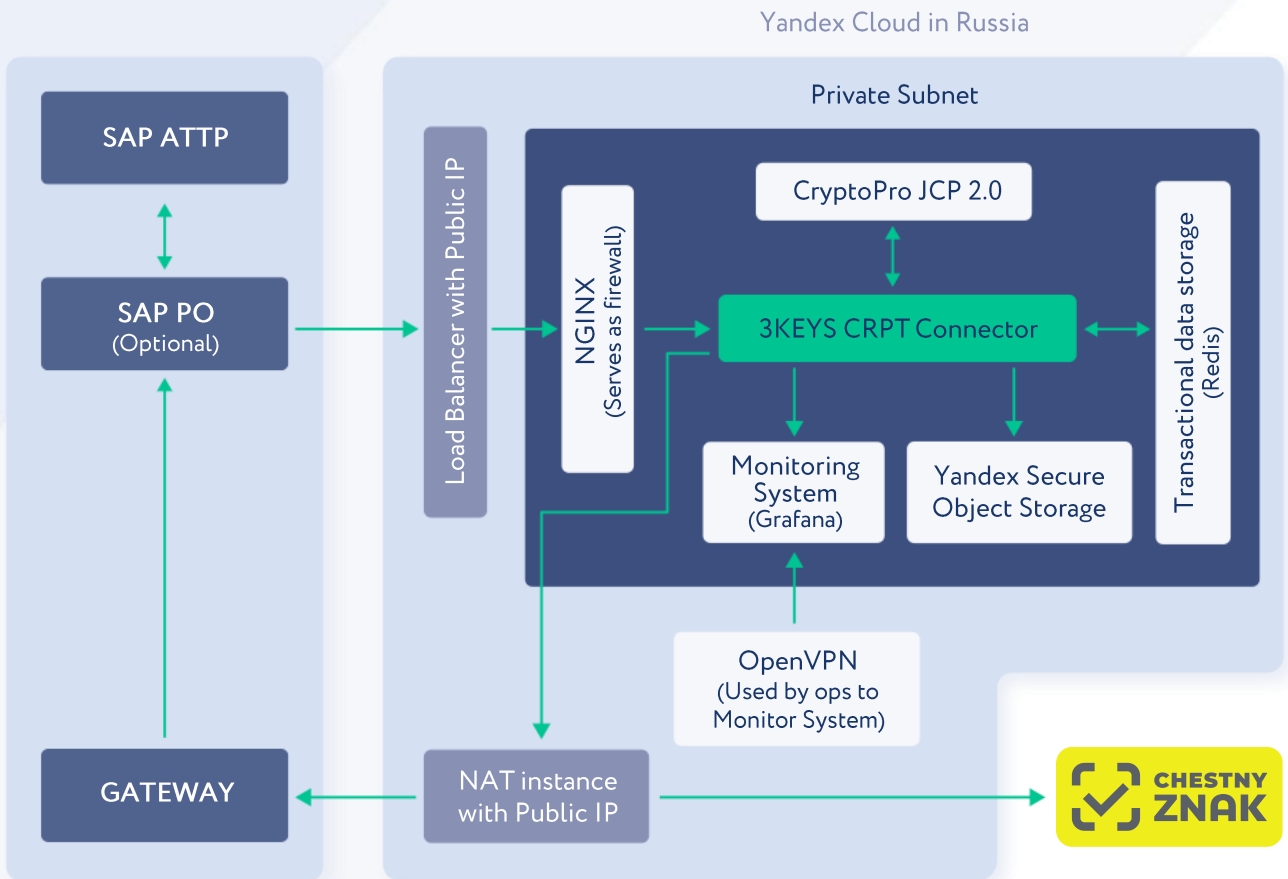 Yandex Cloud in Russia
Private Subnet
SAP ATTP
SAP PO
(Optional)
GATEWAY
Load Balancer with Public IP
NGINX
(Serves as firewall)
CryptoPro JCP 2.0
3KEYS CRPT Connector
Transactional data storage
(Redis)
Monitoring
System
(Grafana)
Yandex Secure
Object Storage
OpenVPN
(Used by ops to
Monitor System)
NAT instance
with Public IP
CHESTNY
ZNAK